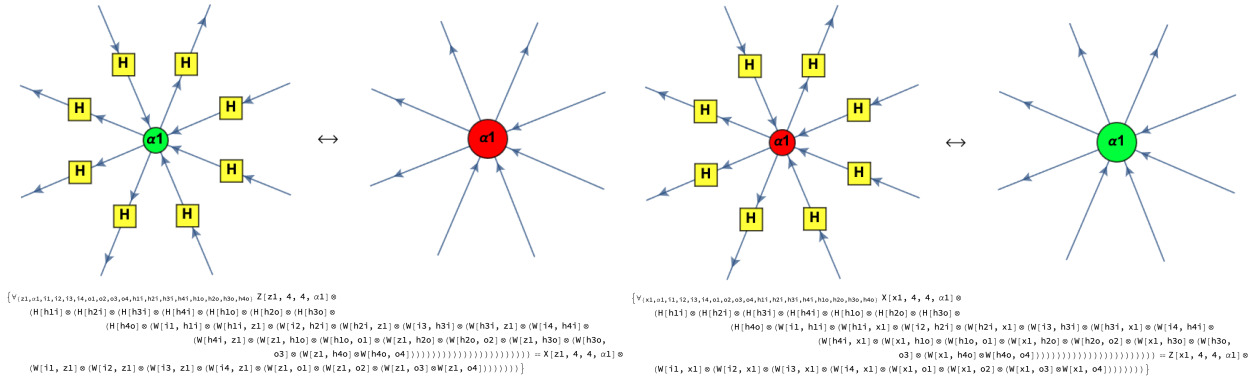 H H
H H
α1
H H
H H
↔
α1
H H
H H
α1
H H
H H
↔
α1
{∀{z1,α1,i1,i2,i3,i4,o1,o2,o3,o4,h1i,h2i,h3i,h4i,h1o,h2o,h3o,h4o} Z[z1, 4, 4, α1]⊗
(H[h1i]⊗(H[h2i]⊗(H[h3i]⊗(H[h4i]⊗(H[h1o]⊗(H[h2o]⊗(H[h3o]⊗
(H[h4o]⊗(W[i1, h1i]⊗(W[h1i, z1]⊗(W[i2, h2i]⊗(W[h2i, z1]⊗(W[i3, h3i]⊗(W[h3i, z1]⊗(W[i4, h4i]⊗
(W[h4i, z1]⊗(W[z1, h1o]⊗(W[h1o, o1]⊗(W[z1, h2o]⊗(W[h2o, o2]⊗(W[z1, h3o]⊗(W[h3o,
o3]⊗(W[z1, h4o]⊗W[h4o, o4]))))))))))))))))))))))) = X[z1, 4, 4, α1]⊗
(W[i1, z1]⊗(W[i2, z1]⊗(W[i3, z1]⊗(W[i4, z1]⊗(W[z1, o1]⊗(W[z1, o2]⊗(W[z1, o3]⊗W[z1, o4])))))))}
{∀{x1,α1,i1,i2,i3,i4,o1,o2,o3,o4,h1i,h2i,h3i,h4i,h1o,h2o,h3o,h4o} X[x1, 4, 4, α1]⊗
(H[h1i]⊗(H[h2i]⊗(H[h3i]⊗(H[h4i]⊗(H[h1o]⊗(H[h2o]⊗(H[h3o]⊗
(H[h4o]⊗(W[i1, h1i]⊗(W[h1i, x1]⊗(W[i2, h2i]⊗(W[h2i, x1]⊗(W[i3, h3i]⊗(W[h3i, x1]⊗(W[i4, h4i]⊗
(W[h4i, x1]⊗(W[x1, h1o]⊗(W[h1o, o1]⊗(W[x1, h2o]⊗(W[h2o, o2]⊗(W[x1, h3o]⊗(W[h3o,
o3]⊗(W[x1, h4o]⊗W[h4o, o4]))))))))))))))))))))))) = Z[x1, 4, 4, α1]⊗
(W[i1, x1]⊗(W[i2, x1]⊗(W[i3, x1]⊗(W[i4, x1]⊗(W[x1, o1]⊗(W[x1, o2]⊗(W[x1, o3]⊗W[x1, o4])))))))}